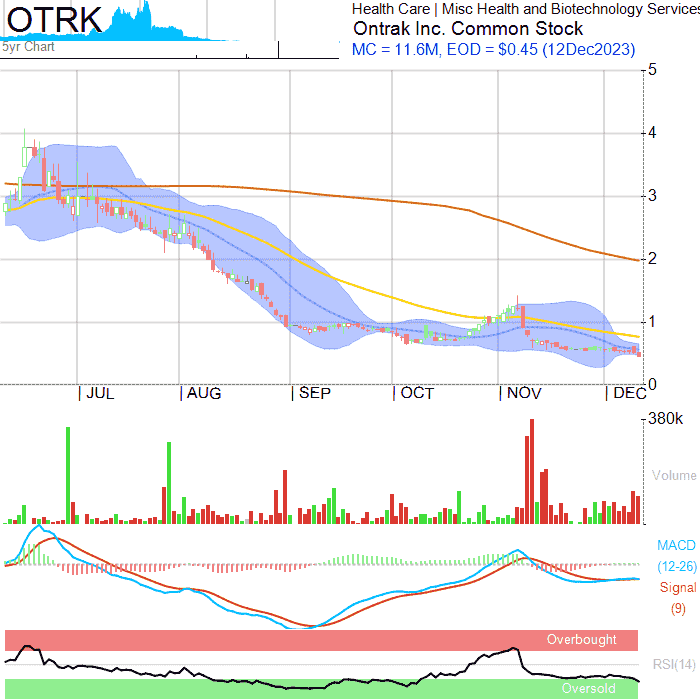 OTRK
5yr Chart
Health Care | Misc Health and Biotechnology Services
Ontrak Inc. Common Stock
MC = 11.6M, EOD = $0.45 (12Dec2023)
5
4
3
2
1
0
JUL AUG SEP OCT NOV DEC
380k
Volume
MACD
(12-26)
Signal
(9)
Overbought
RSI(14)
Oversold